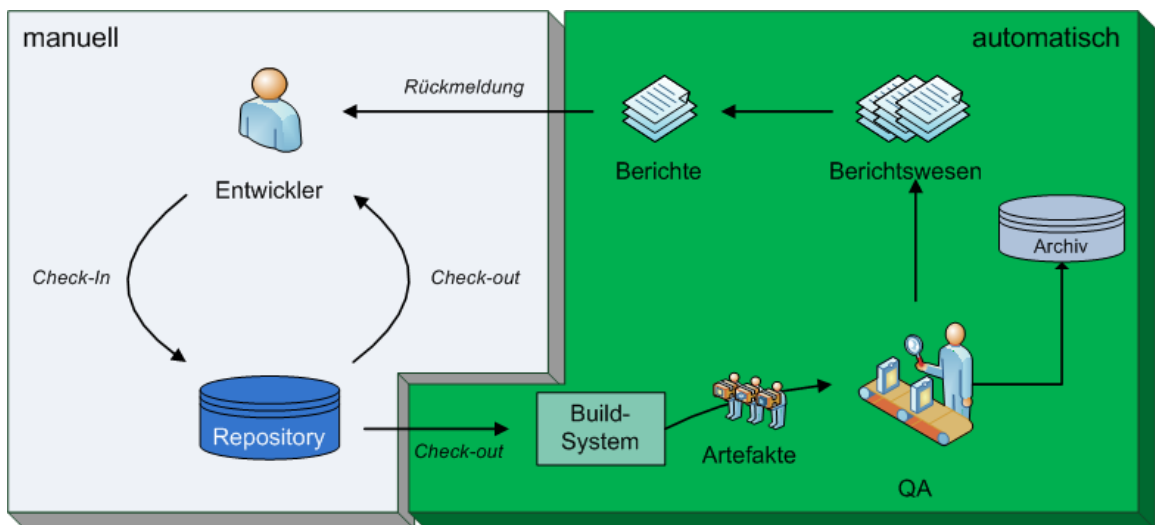 manuell
automatisch
Rückmeldung
Entwickler
Berichte
Berichtswesen
Archiv
Check-In
Check-out
Repository
Check-out
Build-
System
Artefakte
QA